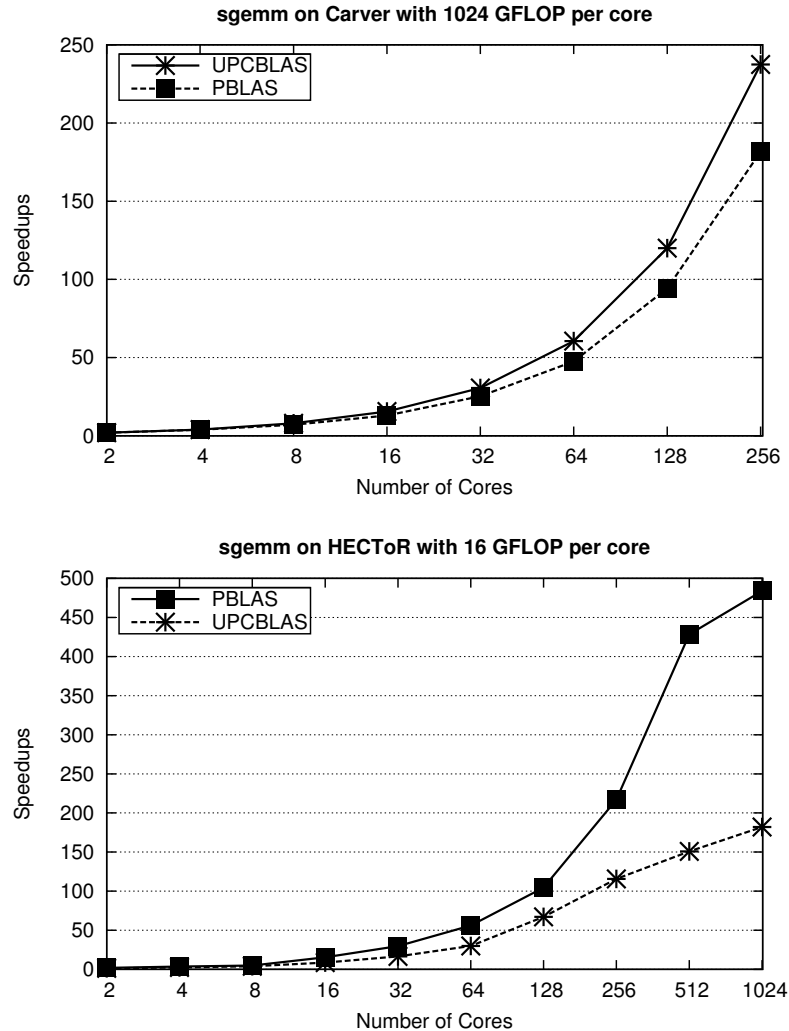 sgemm on Carver with 1024 GFLOP per core
250
200
150
100
50
0
Speedups
UPCBLAS
PBLAS
2 4 8 16 32 64 128 256
Number of Cores
sgemm on HECToR with 16 GFLOP per core
500
450
400
350
300
250
200
150
100
50
0
Speedups
PBLAS
UPCBLAS
2 4 8 16 32 64 128 256 512 1024
Number of Cores